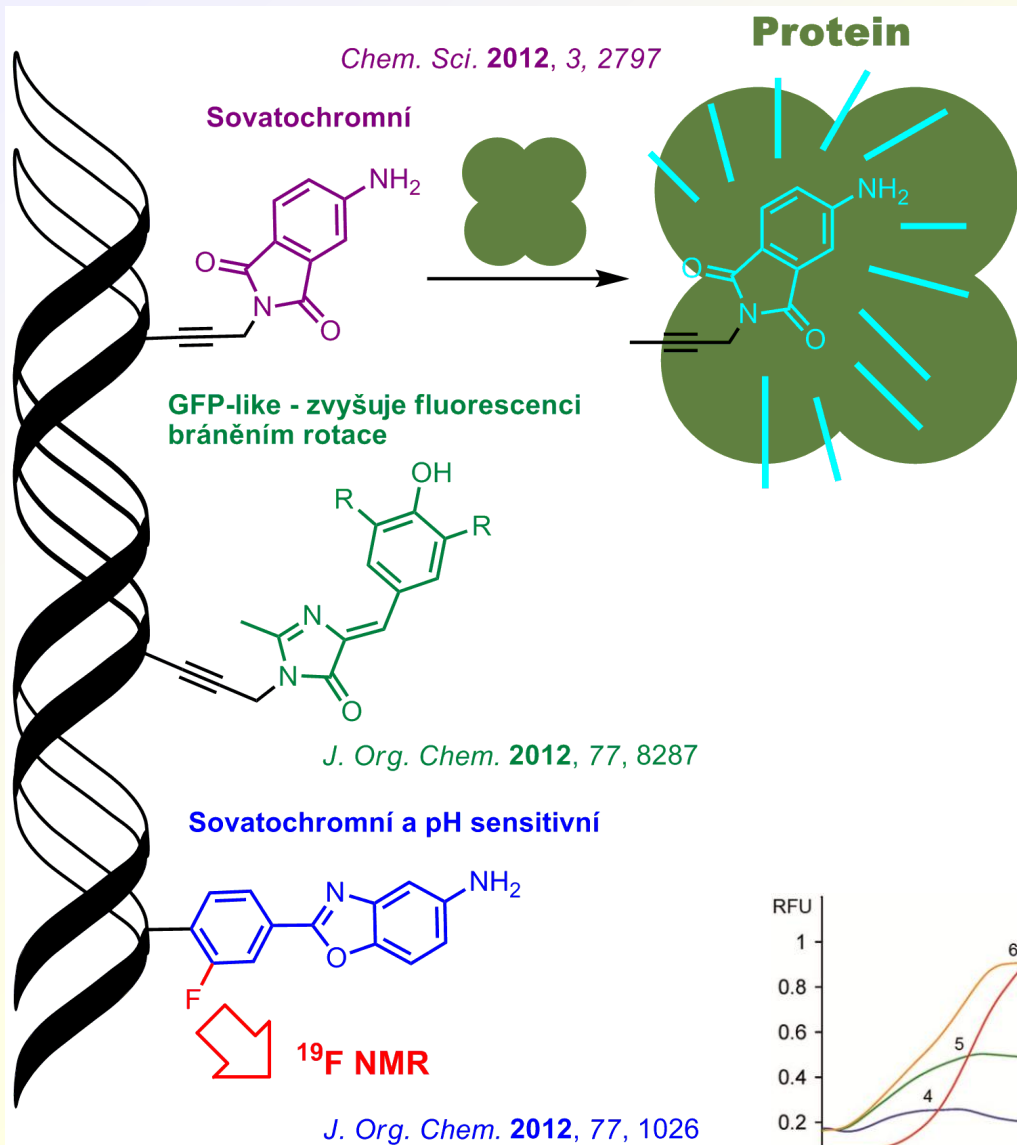 Chem. Sci. 2012, 3, 2797
Protein
Sovatochromní
NH2
O
N
O
NH2
O
N
O
GFP-like - zvyšuje fluorescenci
bráněním rotace
OH
R
R
N
N
O
J. Org. Chem. 2012, 77, 8287
Sovatochromní a pH sensitivní
N
NH2
O
F
19F NMR
J. Org. Chem. 2012, 77, 1026
RFU
1
0.8
0.6
0.4
0.2
6
5
4